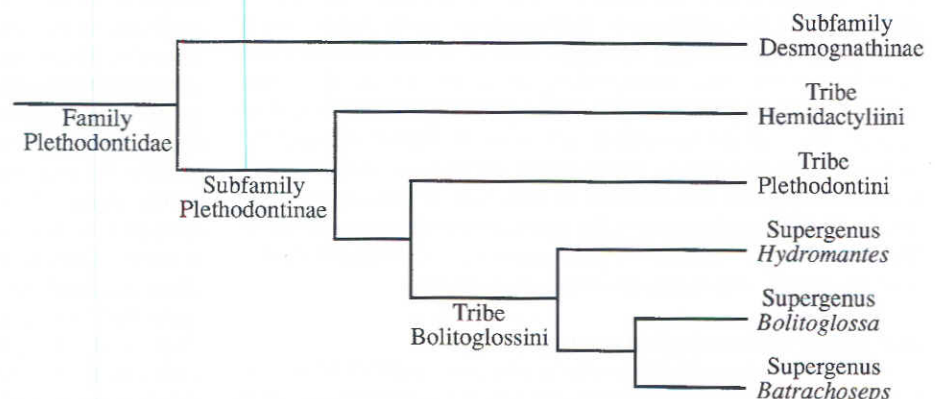 Subfamily
Desmognathinae
Tribe
Hemidactyliini
Family
Plethodontidae
Tribe
Plethodontini
Subfamily
Plethodontinae
Supergenus
Hydromantes
Supergenus
Bolitoglossa
Tribe
Bolitoglossini
Supergenus
Batrachoseps